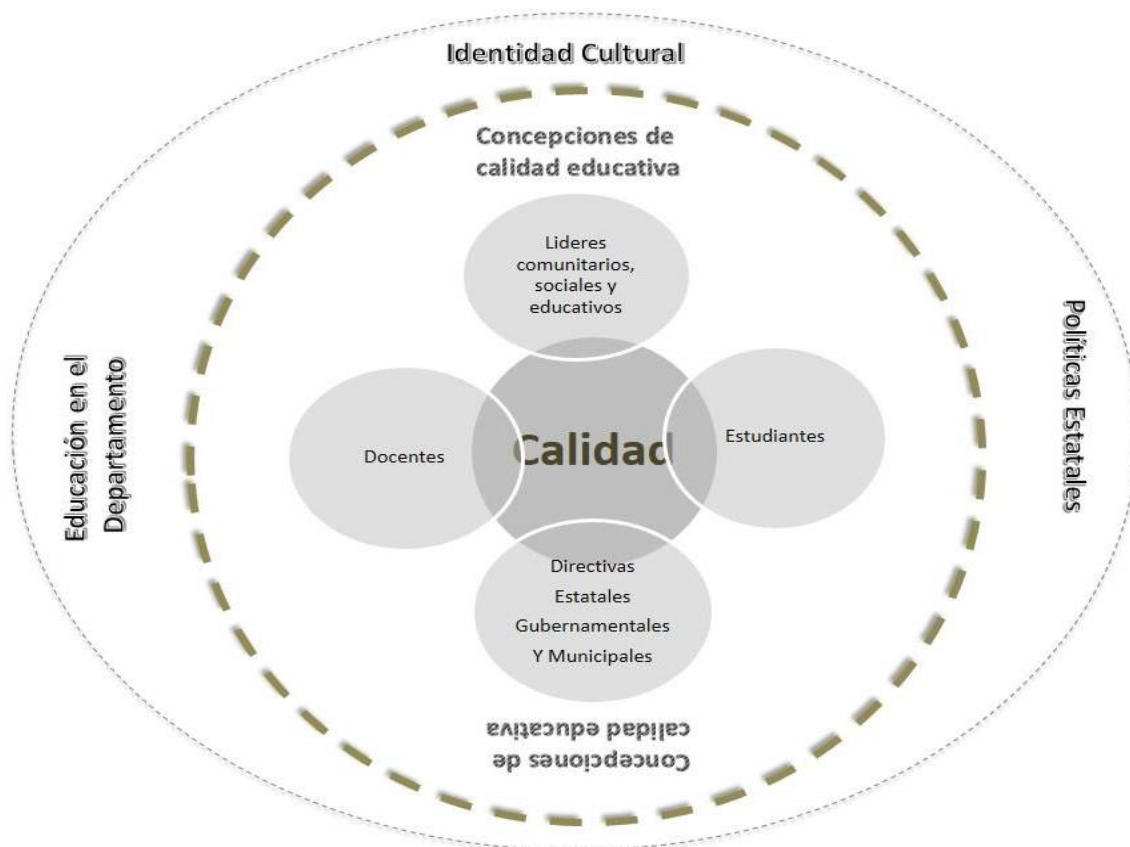 Identidad Cultural
Concepciones de
calidad educativa
Lideres
comunitarios,
sociales y
educativos
Educación en el
Departamento
Docentes
Calidad
Estudiantes
Políticas Estatales
Directivas
Estatales
Gubernamentales
Y Municipales
Concepciones de
calidad educativa